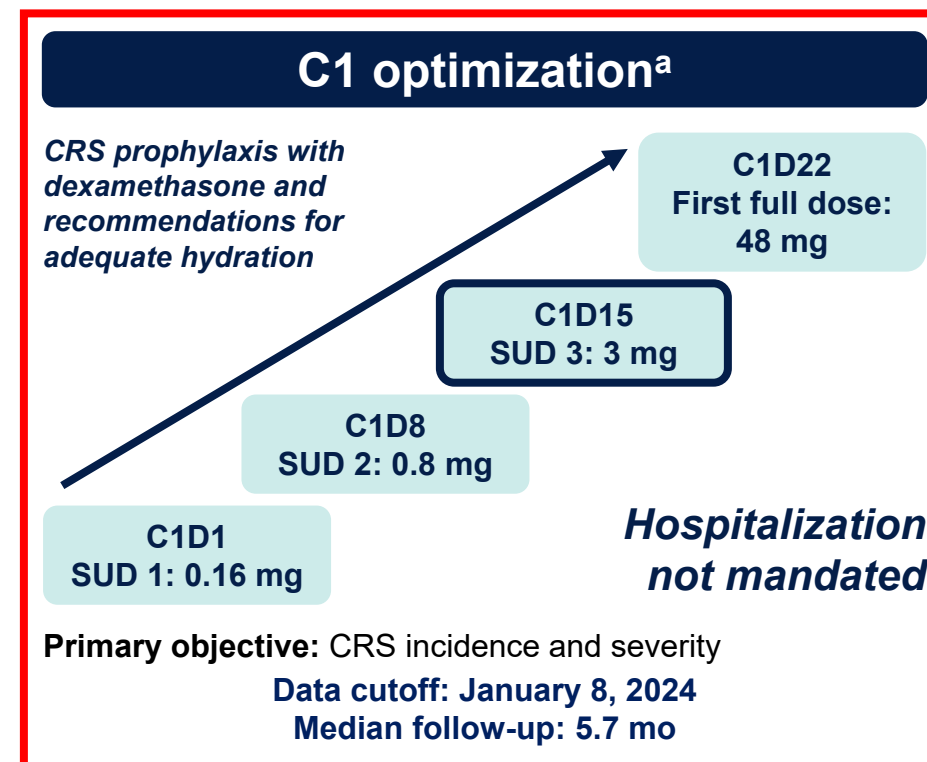 C1 optimizationᵃ
CRS prophylaxis with
dexamethasone and
recommendations for
adequate hydration
C1D22
First full dose:
48 mg
C1D15
SUD 3: 3 mg
C1D8
SUD 2: 0.8 mg
C1D1
SUD 1: 0.16 mg
Hospitalization
not mandated
Primary objective: CRS incidence and severity
Data cutoff: January 8, 2024
Median follow-up: 5.7 mo